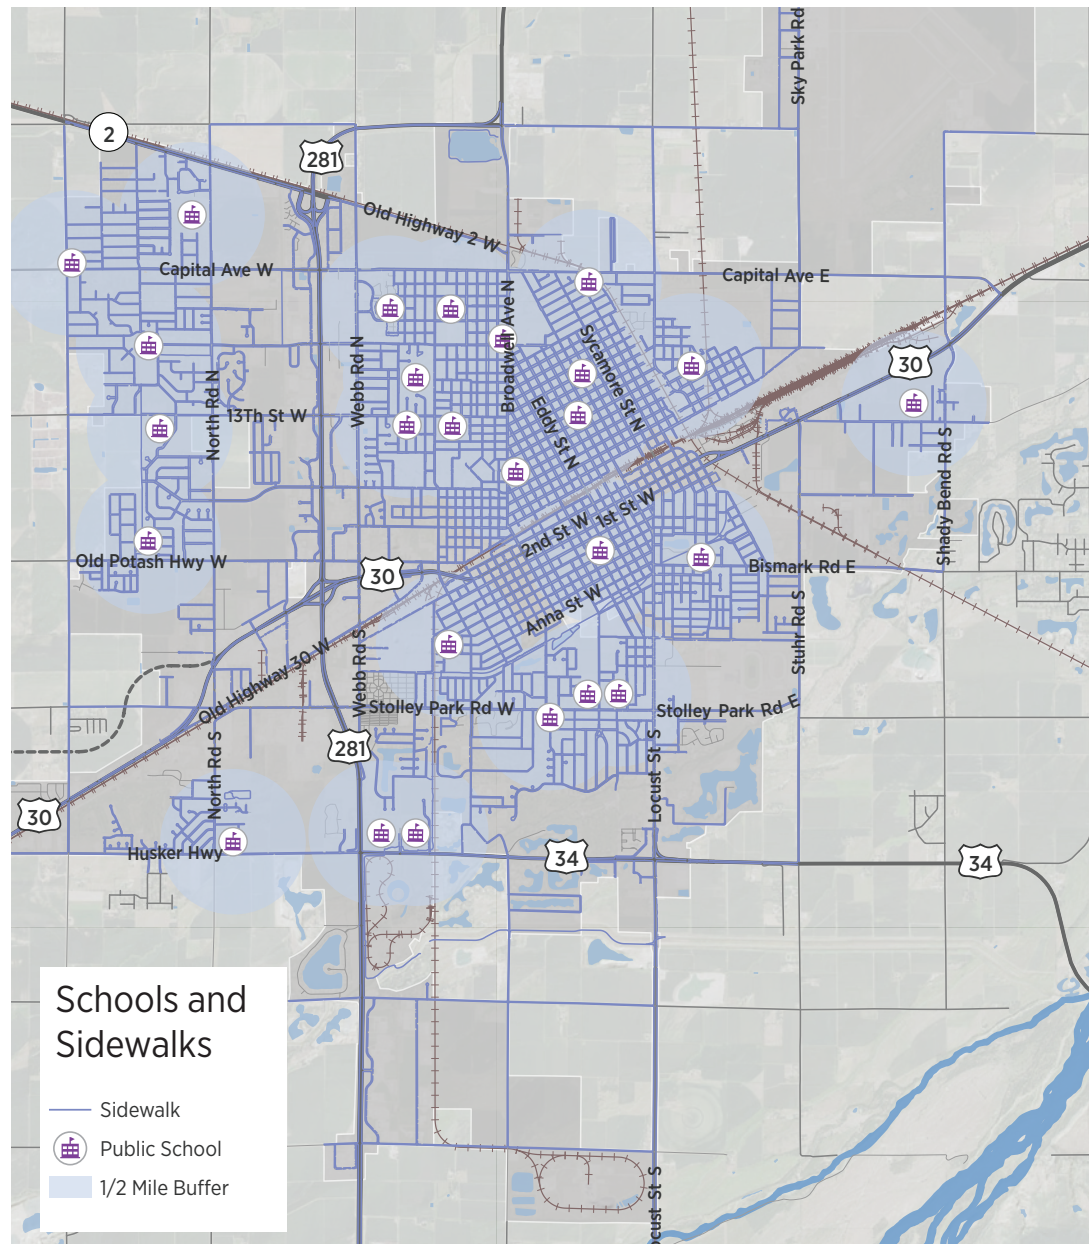 Sky Park Rd
2
281
Old Highway 2 W
Capital Ave W
Capital Ave E
Broadwell Ave N
Sycamore St N
30
Webb Rd N
North Rd N
13Th St W
Eddy St N
Shady Bend Rd S
1st St W
2nd St W
Old Potash Hwy W
30
Bismark Rd E
Anna St W
Stuhr Rd S
Webb Rd S
Old Highway 30 W
Stolley Park Rd W
Stolley Park Rd E
281
North Rd S
Locust St S
30
Husker Hwy
34
34
Schools and
Sidewalks
Sidewalk
Public School
1/2 Mile Buffer
ocust St S